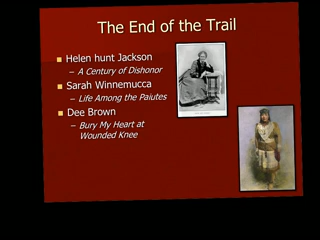 The End of the Trail
Helen hunt Jackson
– A Century of Dishonor
Sarah Winnemucca
– Life Among the Paiutes
Dee Brown
– Bury My Heart at
Wounded Knee